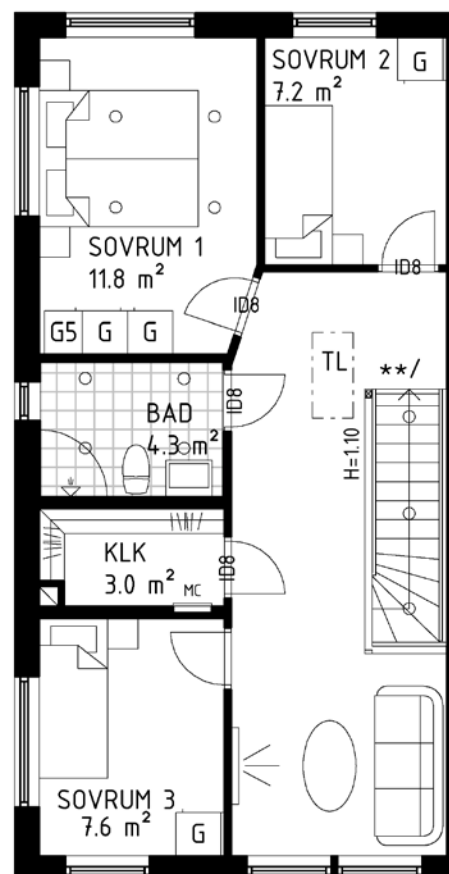 SOVRUM 2
7.2 m²
G
SOVRUM 1
11.8 m²
ID8
ID8
G5 G G
TL
**/
BAD
4.3 m²
ID8
H=1.10
KLK
3.0 m²
MC
ID8
SOVRUM 3
7.6 m²
G